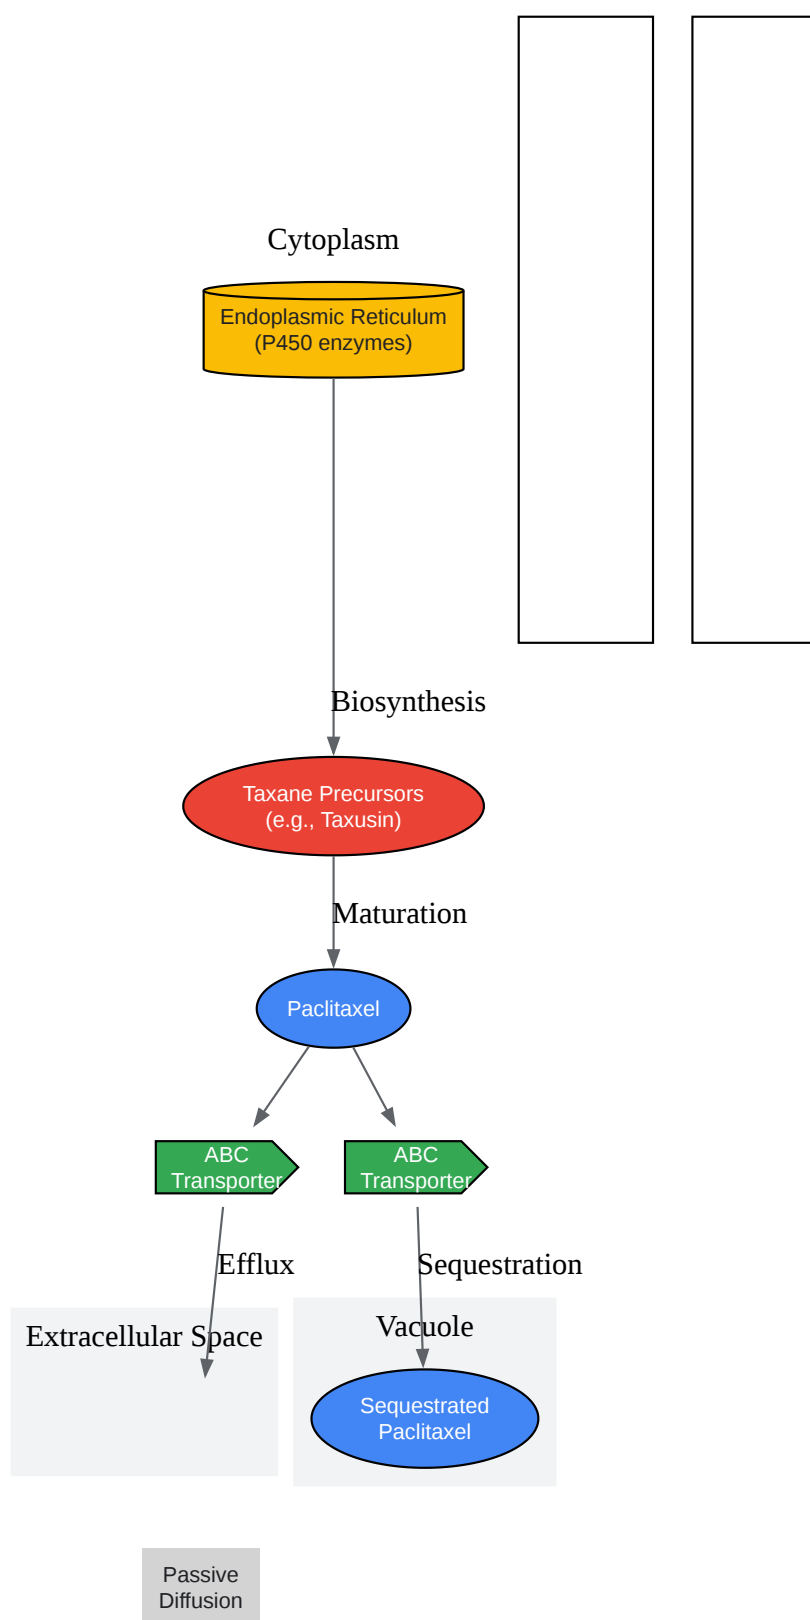 Cytoplasm
Endoplasmic Reticulum
(P450 enzymes)
Biosynthesis
Taxane Precursors
(e.g., Taxusin)
Maturation
Paclitaxel
ABC
Transporter
ABC
Transporter
Efflux
Sequestration
Extracellular Space
Vacuole
Sequestrated
Paclitaxel
Passive
Diffusion